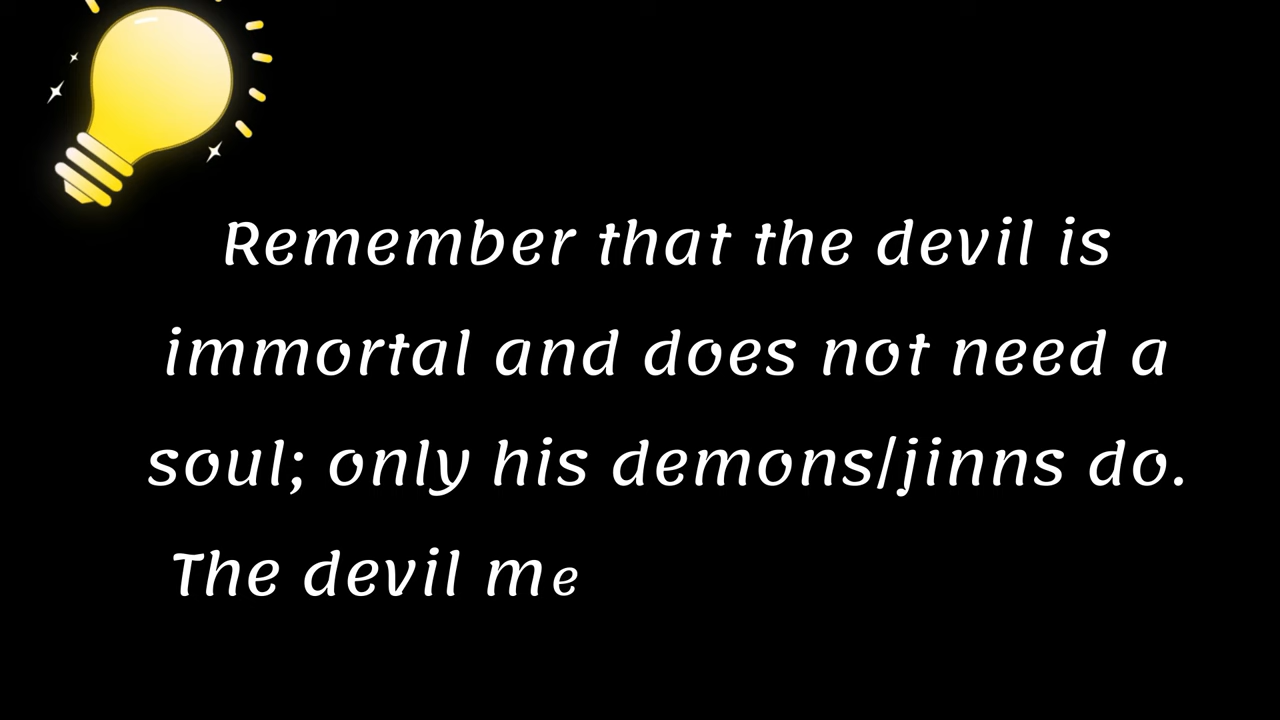 Remember that the devil is
immortal and does not need a
soul; only his demons/jinns do.
The devil me